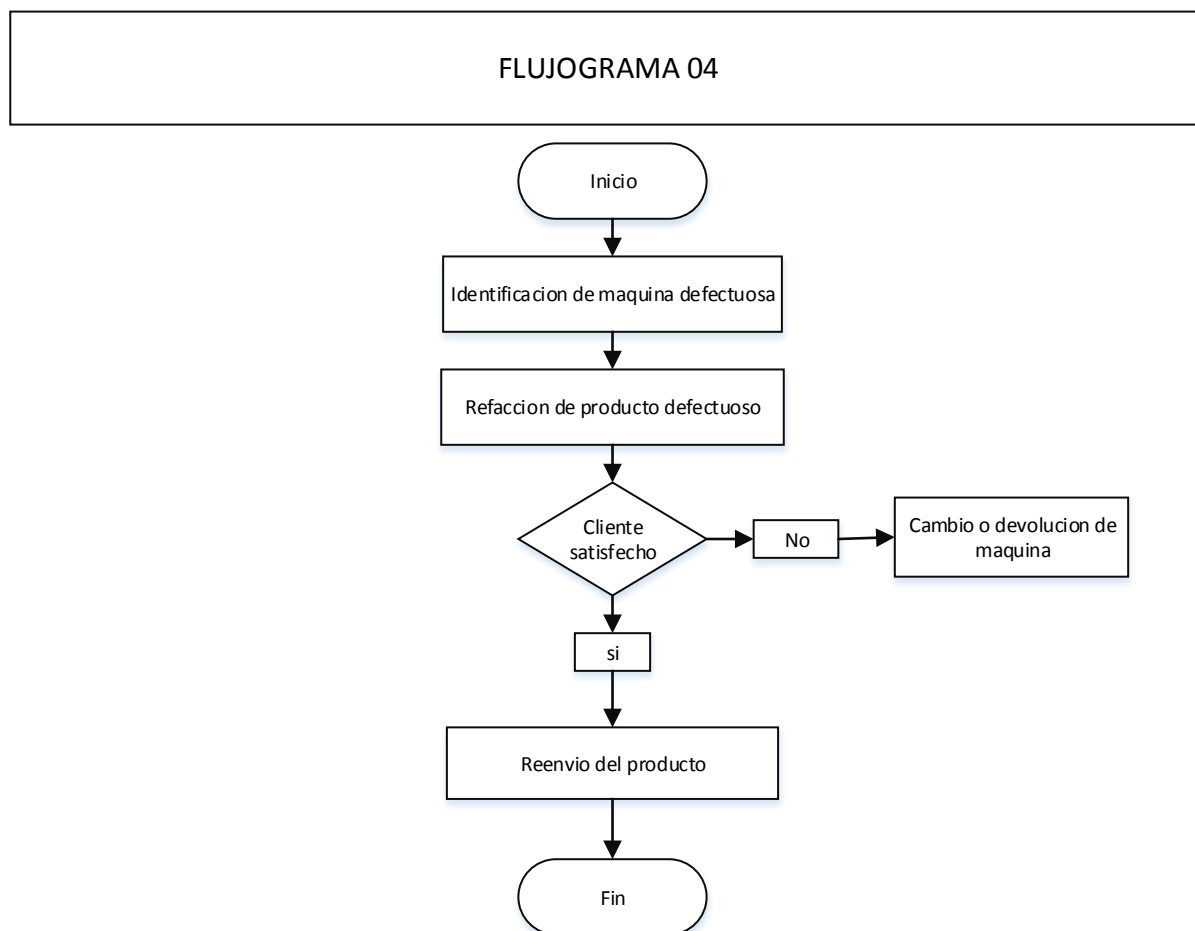 FLUJOGRAMA 04
Inicio
Identificacion de maquina defectuosa
Refaccion de producto defectuoso
Cliente
satisfecho
No
Cambio o devolucion de
maquina
si
Reenvio del producto
Fin